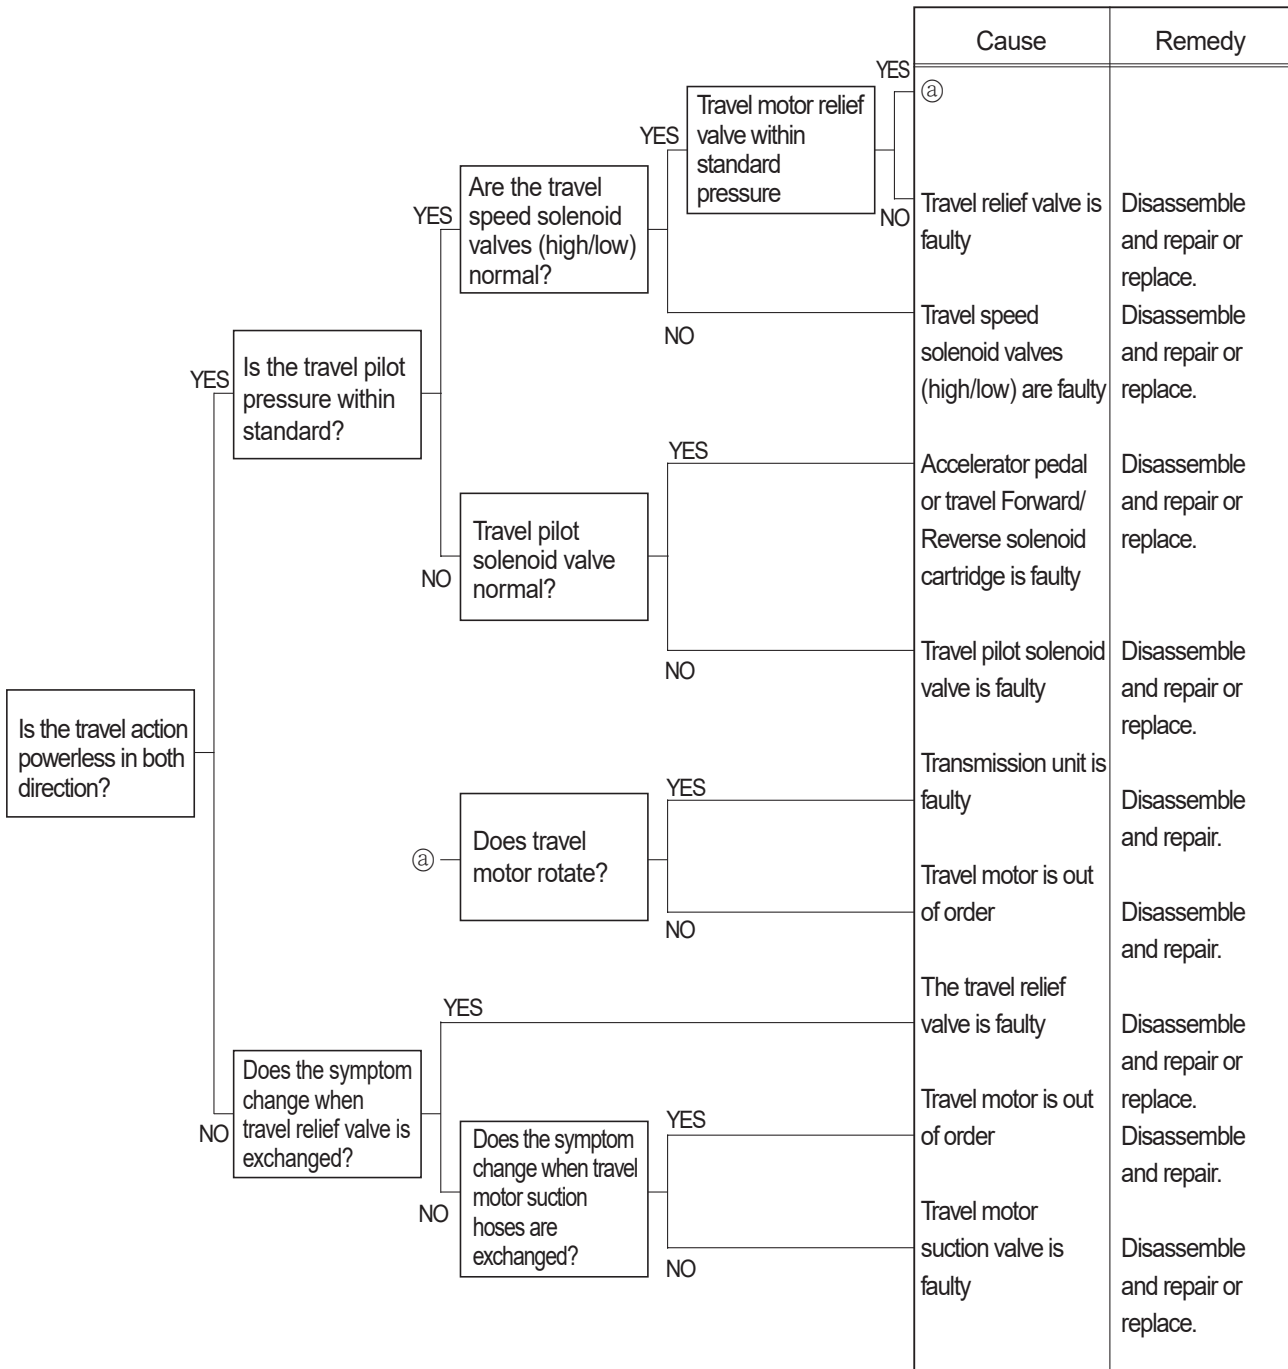 Cause
Remedy
YES
ⓐ
Travel motor relief
valve within
standard
pressure
YES
NO
Travel relief valve is
faulty
Disassemble
and repair or
replace.
Are the travel
speed solenoid
valves (high/low)
normal?
YES
NO
Travel speed
solenoid valves
(high/low) are faulty
Disassemble
and repair or
replace.
Is the travel pilot
pressure within
standard?
YES
YES
Accelerator pedal
or travel Forward/
Reverse solenoid
cartridge is faulty
Disassemble
and repair or
replace.
Travel pilot
solenoid valve
normal?
NO
NO
Travel pilot solenoid
valve is faulty
Disassemble
and repair or
replace.
Is the travel action
powerless in both
direction?
YES
Transmission unit is
faulty
Disassemble
and repair.
ⓐ
Does travel
motor rotate?
NO
Travel motor is out
of order
Disassemble
and repair.
YES
The travel relief
valve is faulty
Disassemble
and repair or
replace.
Does the symptom
change when
travel relief valve is
exchanged?
NO
YES
Travel motor is out
of order
Disassemble
and repair.
Does the symptom
change when travel
motor suction
hoses are
exchanged?
NO
NO
Travel motor
suction valve is
faulty
Disassemble
and repair or
replace.